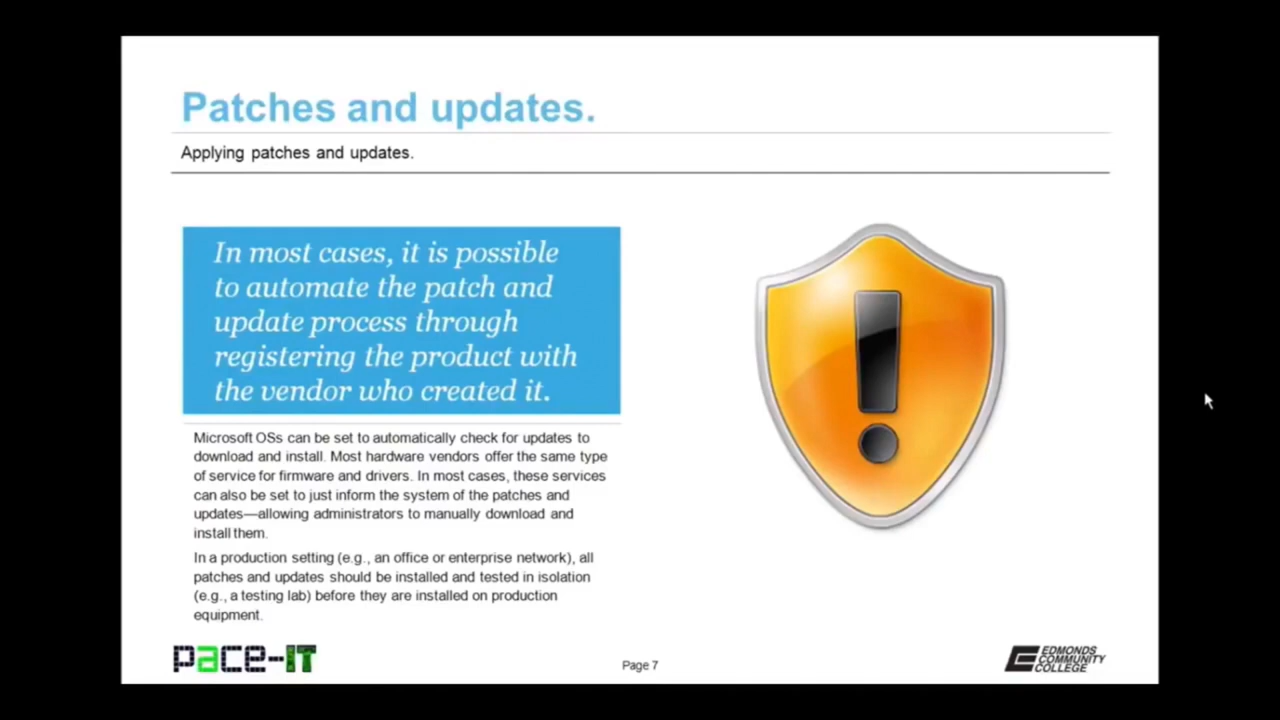 Patches and updates.
Applying patches and updates.
In most cases, it is possible
to automate the patch and
update process through
registering the product with
the vendor who created it.
Microsoft OSs can be set to automatically check for updates to
download and install. Most hardware vendors offer the same type
of service for firmware and drivers. In most cases, these services
can also be set to just inform the system of the patches and
updates—allowing administrators to manually download and
install them.
In a production setting (e.g., an office or enterprise network), all
patches and updates should be installed and tested in isolation
(e.g., a testing lab) before they are installed on production
equipment.
pace-IT
Page 7
EDMONDS
COMMUNITY
COLLEGE